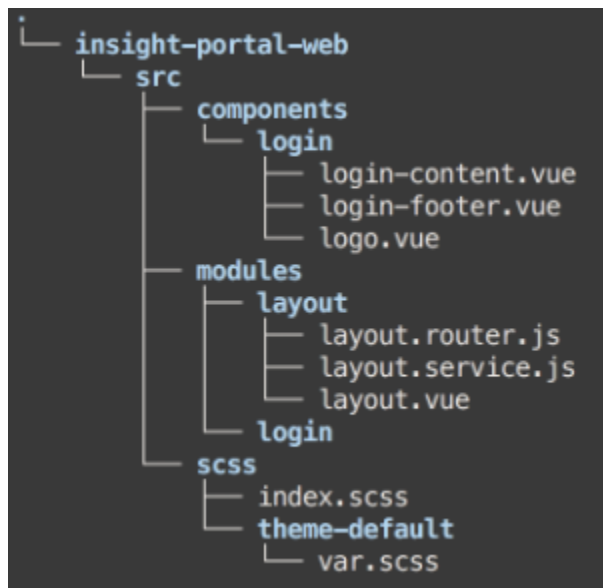 .
└── insight-portal-web
    └── src
        ├── components
        │   └── login
        │       ├── login-content.vue
        │       ├── login-footer.vue
        │       └── logo.vue
        ├── modules
        │   ├── layout
        │   │   ├── layout.router.js
        │   │   ├── layout.service.js
        │   │   └── layout.vue
        │   └── login
        └── scss
            ├── index.scss
            └── theme-default
                └── var.scss